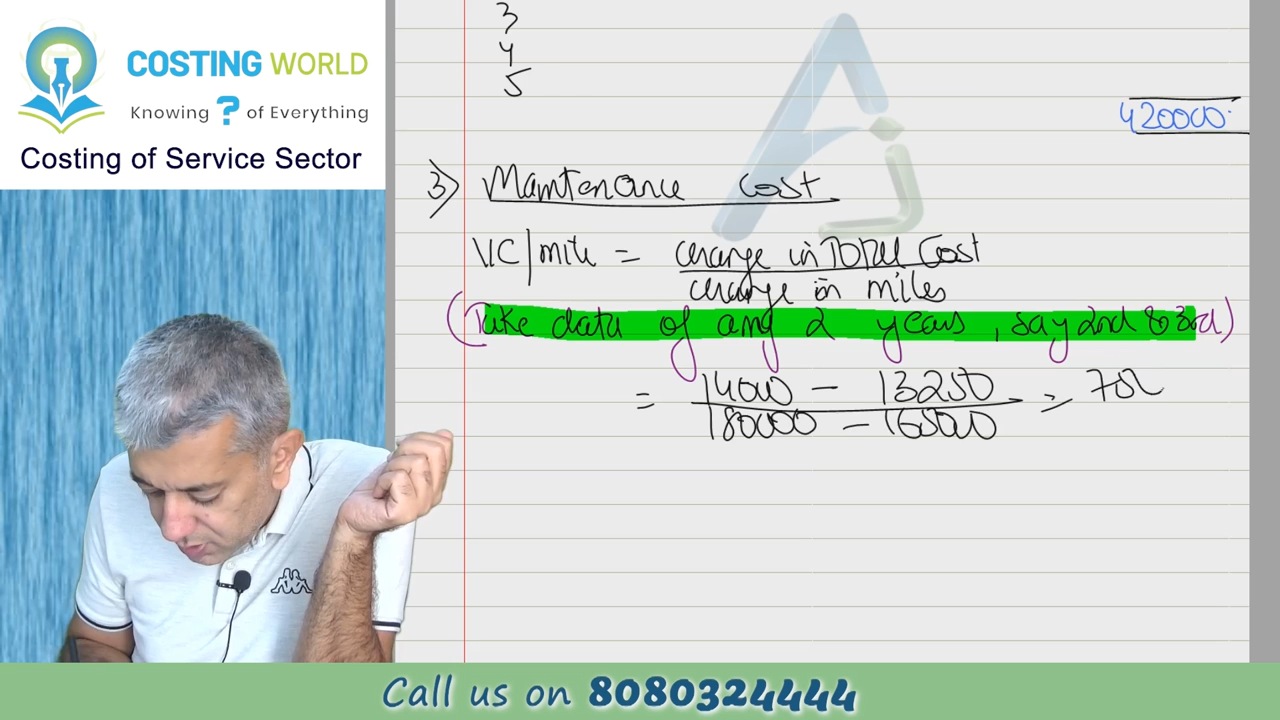 COSTING WORLD
Knowing ? of Everything
Costing of Service Sector
3
4
5
420000
3) Maintenance cost
VC/mile = change in TOTAL Cost
change in miles
(Take data of any 2 years, say 2nd & 3rd)
= 14000 - 13250 =
180000 - 165000
Call us on 8080324444